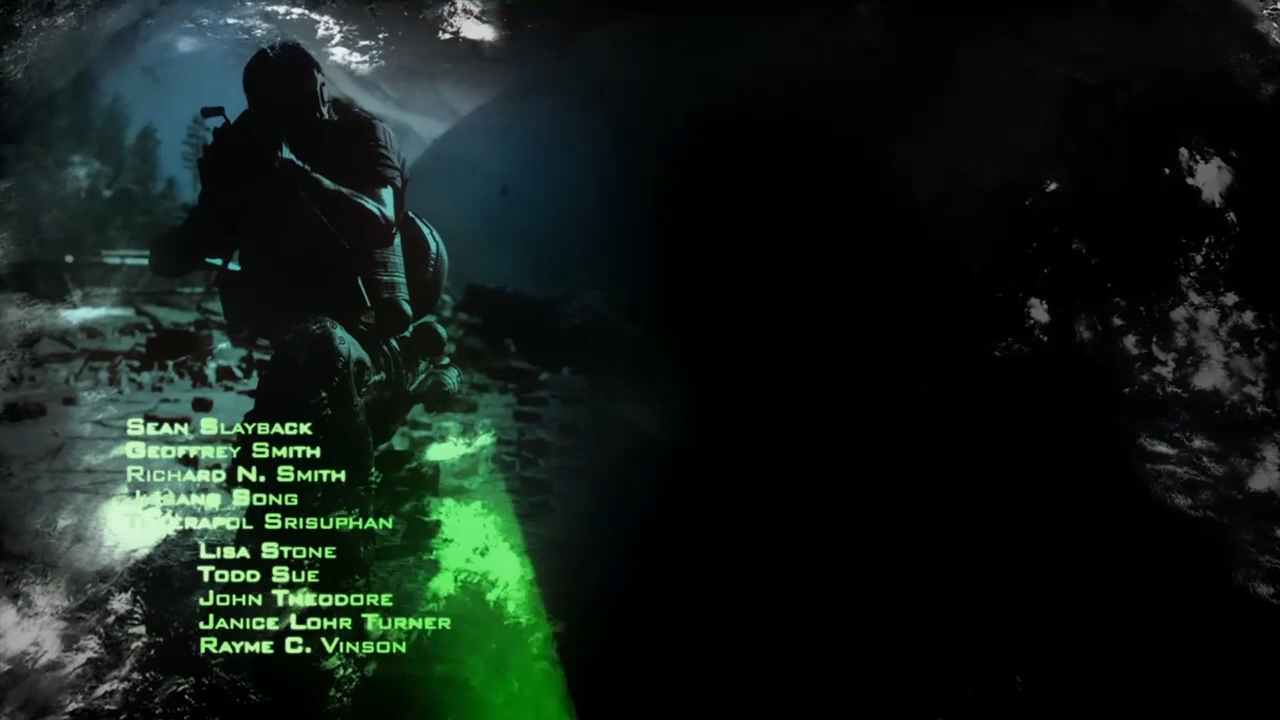 Sean Slayback
Geoffrey Smith
Richard N. Smith
Song
Srisuphan
Lisa Stone
Todd Sue
John Theodore
Janice Lohr Turner
Rayme C. Vinson